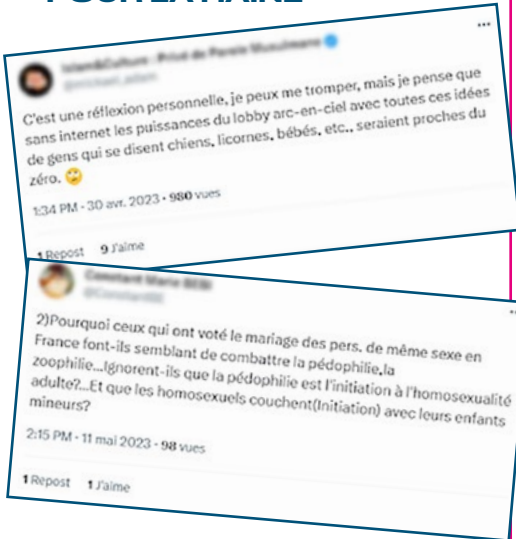 C'est une réflexion personnelle, je peux me tromper, mais je pense que
sans internet les puissances du lobby arc-en-ciel avec toutes ces idées
de gens qui se disent chiens, licornes, bébés, etc., seraient proches du
zéro. 🙄
1:34 PM · 30 avr. 2023 · 980 vues
1 Repost 9 J'aime
2)Pourquoi ceux qui ont voté le mariage des pers. de même sexe en
France font-ils semblant de combattre la pédophilie,la
zoophilie...Ignorent-ils que la pédophilie est l'initiation à l'homosexualité
adulte?...Et que les homosexuels couchent(Initiation) avec leurs enfants
mineurs?
2:15 PM · 11 mai 2023 · 98 vues
1 Repost 1 J'aime